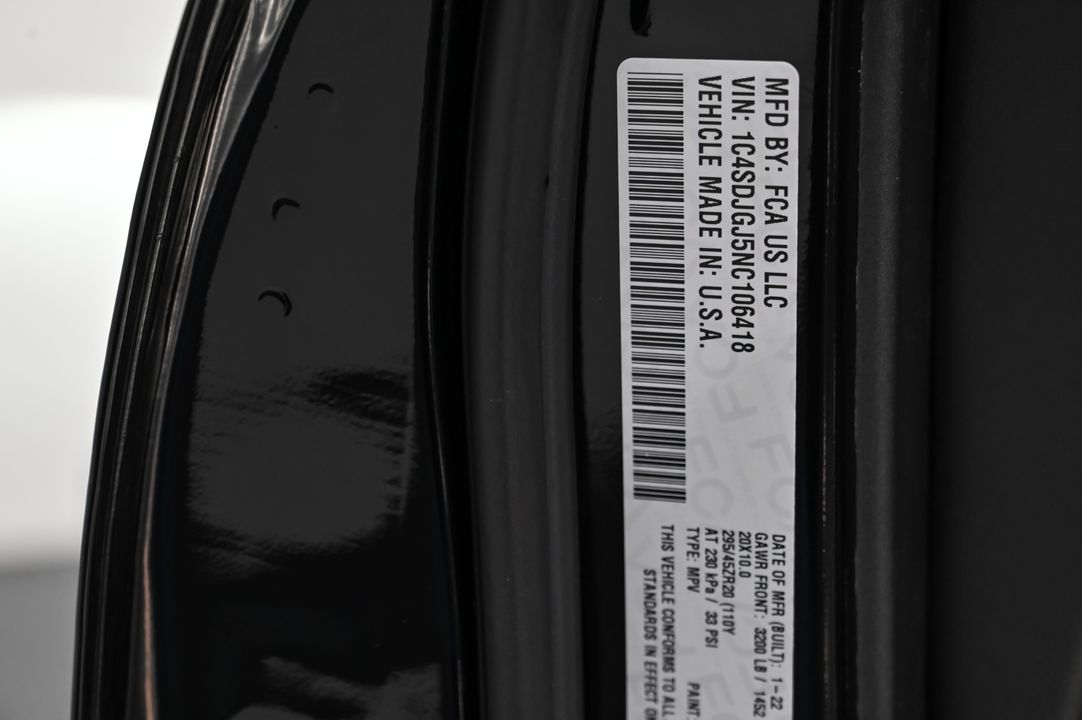 MFD BY: FCA US LLC
VIN: 1C4SDJGJ5NC106418
VEHICLE MADE IN: U.S.A.
DATE OF MFR (BUILT): 1-22
GAWR FRONT: 3200 LB / 1452
20X10.0
295/45ZR20 (110Y
AT 230 kPa / 33 PSI
TYPE: MPV PAINT:
THIS VEHICLE CONFORMS TO ALL
STANDARDS IN EFFECT